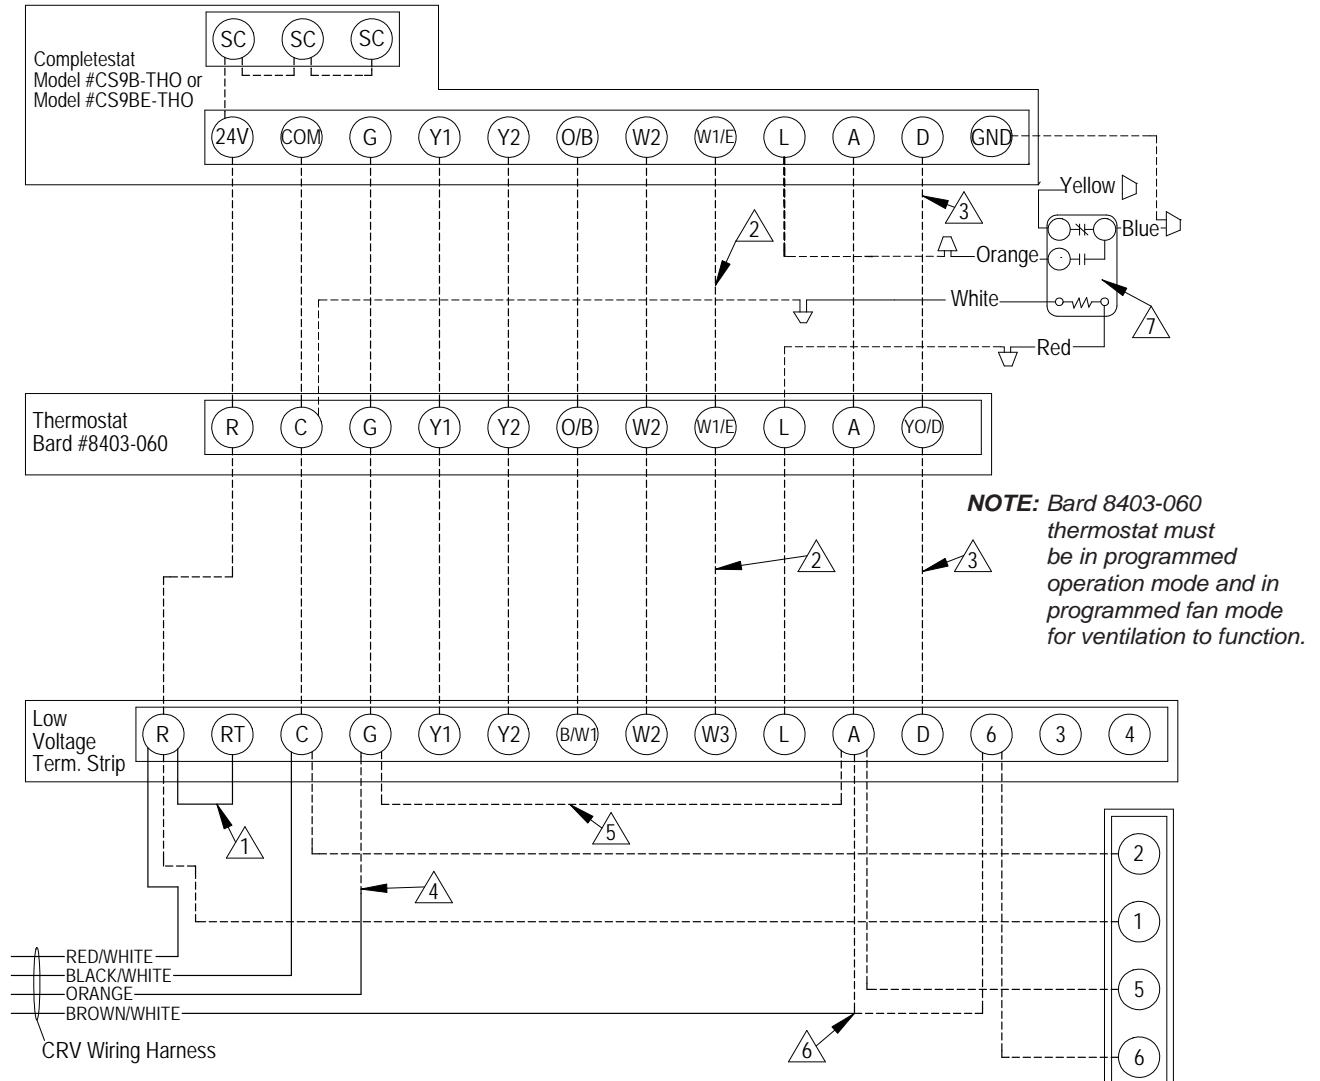 SC SC SC
Completestat
Model #CS9B-THO or
Model #CS9BE-THO
24V COM G Y1 Y2 O/B W2 W1/E L A D GND
Yellow
3
2
Blue
Orange
White
7
Red
Thermostat
Bard #8403-060
R C G Y1 Y2 O/B W2 W1/E L A YO/D
NOTE: Bard 8403-060
thermostat must
be in programmed
operation mode and in
programmed fan mode
for ventilation to function.
2
3
Low
Voltage
Term. Strip
R RT C G Y1 Y2 B/W1 W2 W3 L A D 6 3 4
1
5
2
4
1
RED/WHITE
BLACK/WHITE
ORANGE
BROWN/WHITE
5
6
CRV Wiring Harness
6